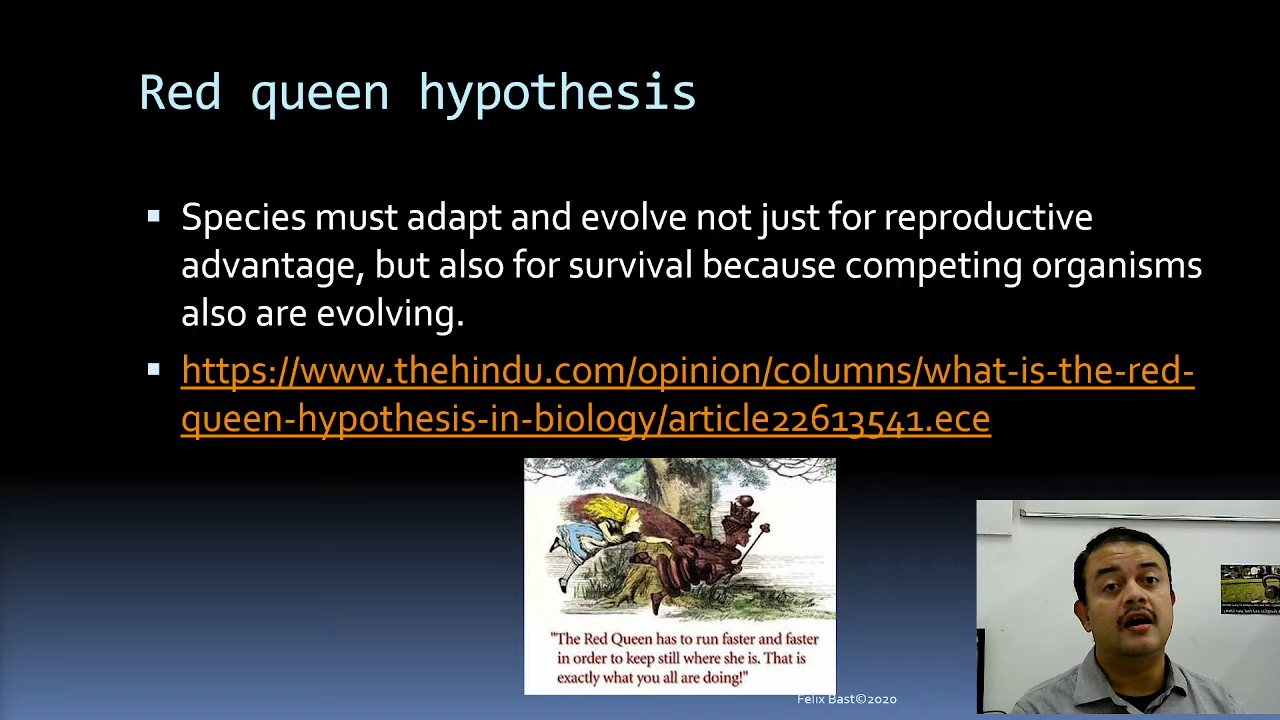 Red queen hypothesis
Species must adapt and evolve not just for reproductive
advantage, but also for survival because competing organisms
also are evolving.
https://www.thehindu.com/opinion/columns/what-is-the-red-
queen-hypothesis-in-biology/article22613541.ece
"The Red Queen has to run faster and faster
in order to keep still where she is. That is
exactly what you all are doing!"
Felix Bast©2020